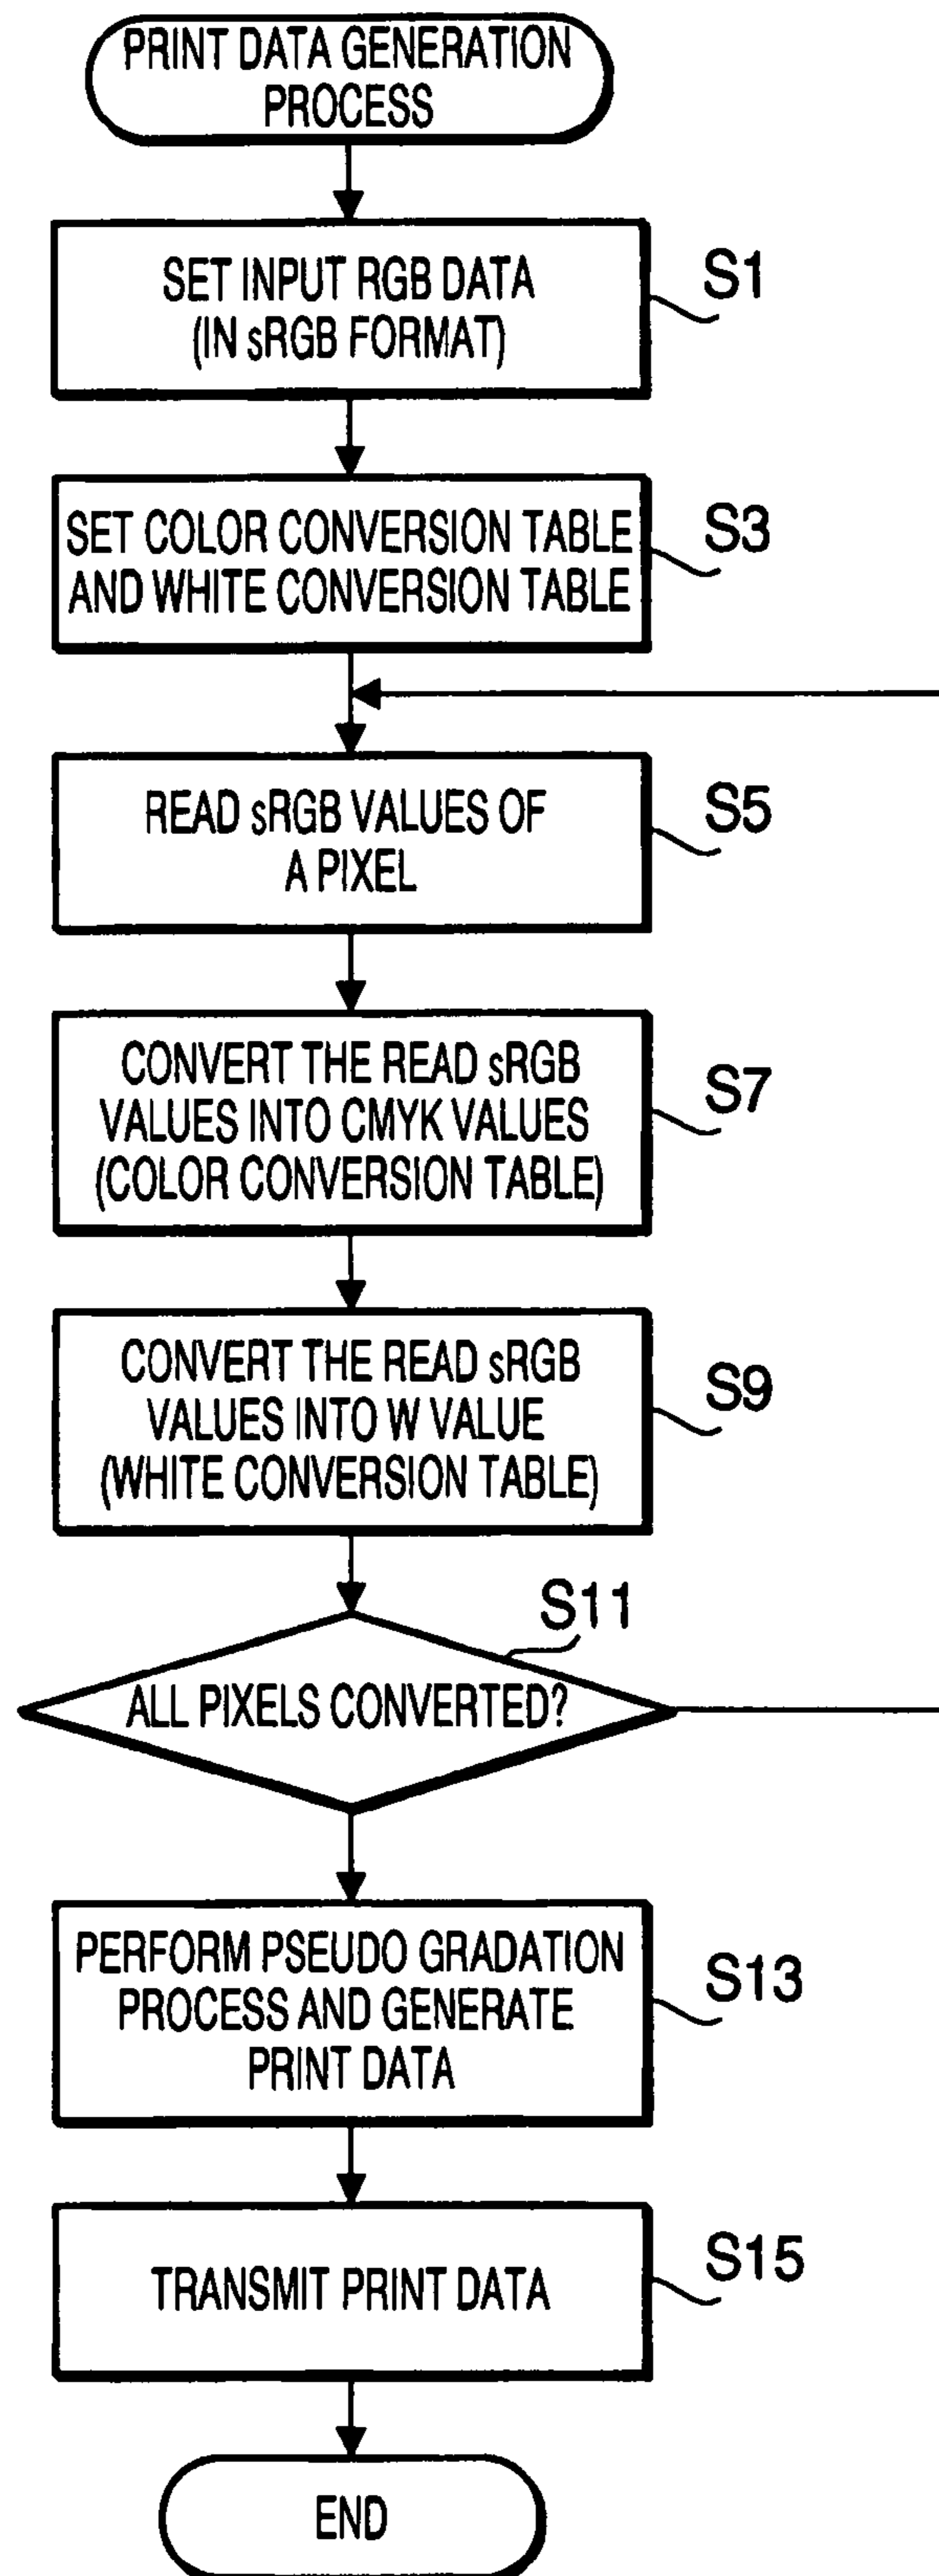 PRINT DATA GENERATION
PROCESS
SET INPUT RGB DATA
(IN sRGB FORMAT)
S1
SET COLOR CONVERSION TABLE
AND WHITE CONVERSION TABLE
S3
READ sRGB VALUES OF
A PIXEL
S5
CONVERT THE READ sRGB
VALUES INTO CMYK VALUES
(COLOR CONVERSION TABLE)
S7
CONVERT THE READ sRGB
VALUES INTO W VALUE
(WHITE CONVERSION TABLE)
S9
S11
ALL PIXELS CONVERTED?
PERFORM PSEUDO GRADATION
PROCESS AND GENERATE
PRINT DATA
S13
TRANSMIT PRINT DATA
S15
END